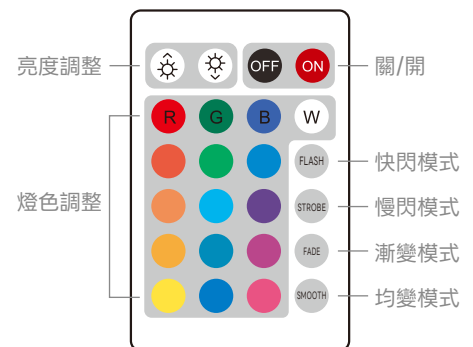 亮度調整
OFF
ON
關/開
R
G
B
W
FLASH
快閃模式
燈色調整
STROBE
慢閃模式
FADE
漸變模式
SMOOTH
均變模式